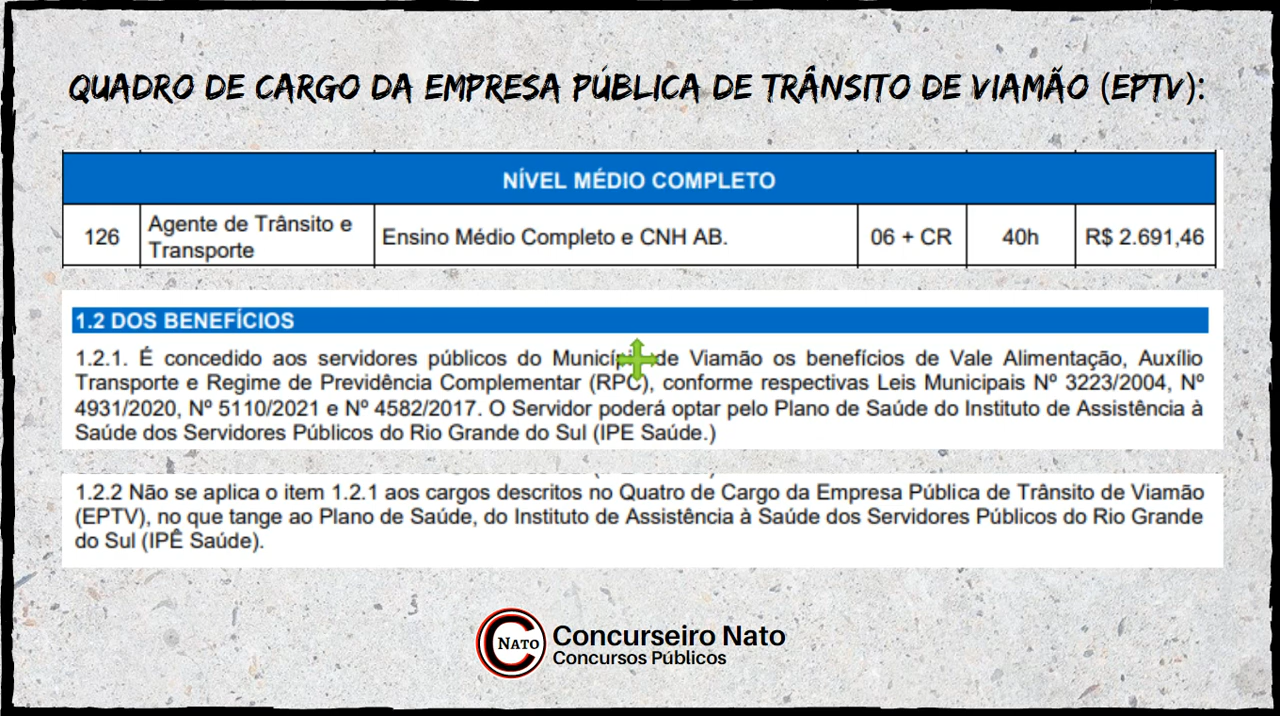 QUADRO DE CARGO DA EMPRESA PÚBLICA DE TRÂNSITO DE VIAMÃO (EPTV):
NÍVEL MÉDIO COMPLETO
126 Agente de Trânsito e Transporte Ensino Médio Completo e CNH AB. 06 + CR 40h R$ 2.691,46
1.2 DOS BENEFÍCIOS
1.2.1. É concedido aos servidores públicos do Município de Viamão os benefícios de Vale Alimentação, Auxílio
Transporte e Regime de Previdência Complementar (RPC), conforme respectivas Leis Municipais Nº 3223/2004, Nº
4931/2020, Nº 5110/2021 e Nº 4582/2017. O Servidor poderá optar pelo Plano de Saúde do Instituto de Assistência à
Saúde dos Servidores Públicos do Rio Grande do Sul (IPE Saúde.)
1.2.2 Não se aplica o item 1.2.1 aos cargos descritos no Quatro de Cargo da Empresa Pública de Trânsito de Viamão
(EPTV), no que tange ao Plano de Saúde, do Instituto de Assistência à Saúde dos Servidores Públicos do Rio Grande
do Sul (IPÊ Saúde).
NATO
Concurseiro Nato
Concursos Públicos